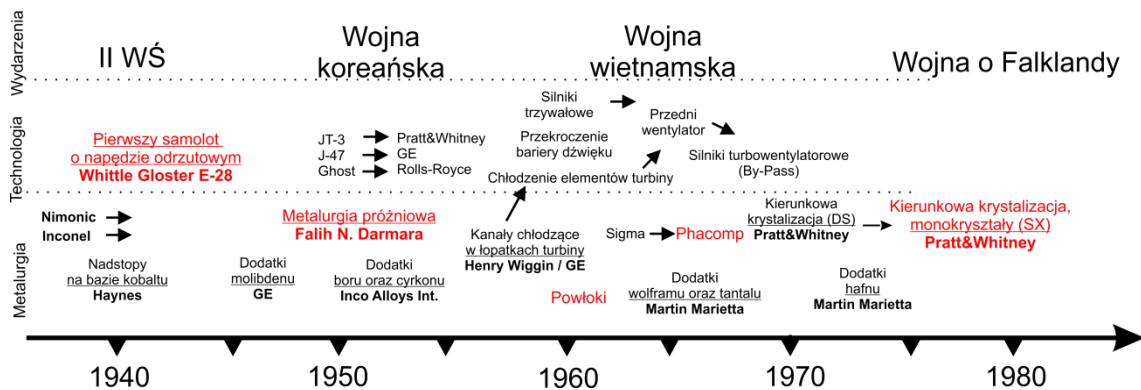 Wydarzenia
II WŚ
Wojna
koreańska
Wojna
wietnamska
Wojna o Falklandy
Technologia
Pierwszy samolot
o napędzie odrzutowym
Whittle Gloster E-28
JT-3
Pratt&Whitney
J-47
GE
Ghost
Rolls-Royce
Silniki
trzywałowe
Przekroczenie
bariery dźwięku
Chłodzenie elementów turbiny
Przedni
wentylator
Silniki turbowentylatorowe
(By-Pass)
Metalurgia
Nimonic
Inconel
Nadstopy
na bazie kobaltu
Haynes
Dodatki
molibdenu
GE
Metalurgia próżniowa
Falih N. Darmara
Dodatki
boru oraz cyrkonu
Inco Alloys Int.
Kanały chłodzące
w łopatkach turbiny
Henry Wiggin / GE
Powłoki
Sigma
Phacomp
Dodatki
wolframu oraz tantalu
Martin Marietta
Kierunkowa
krystalizacja (DS)
Pratt&Whitney
Dodatki
hafnu
Martin Marietta
Kierunkowa krystalizacja,
monokryształy (SX)
Pratt&Whitney
1940
1950
1960
1970
1980